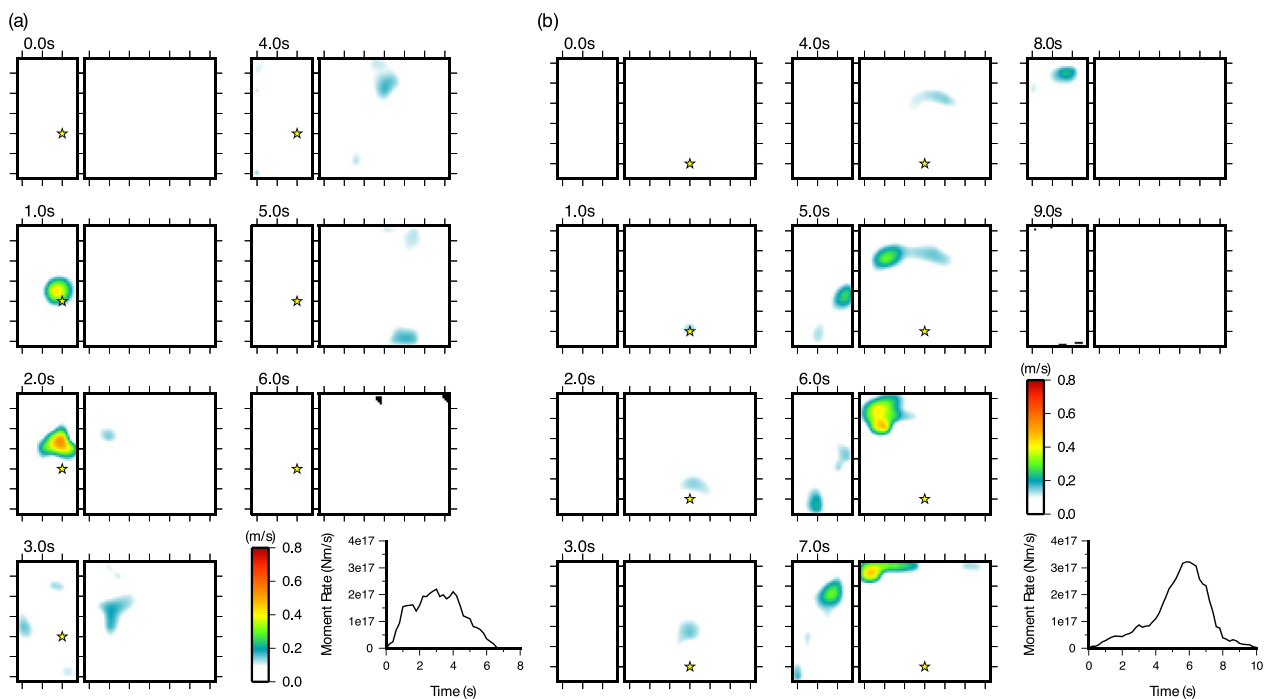 (a)
0.0s
4.0s
1.0s
5.0s
2.0s
6.0s
3.0s
(m/s)
0.8
0.6
0.4
0.2
0.0
Moment Rate (Nm/s)
4e17
3e17
2e17
1e17
0
0 2 4 6 8
Time (s)
(b)
0.0s
4.0s
8.0s
1.0s
5.0s
9.0s
2.0s
6.0s
(m/s)
0.8
0.6
0.4
0.2
0.0
3.0s
7.0s
Moment Rate (Nm/s)
4e17
3e17
2e17
1e17
0
0 2 4 6 8 10
Time (s)